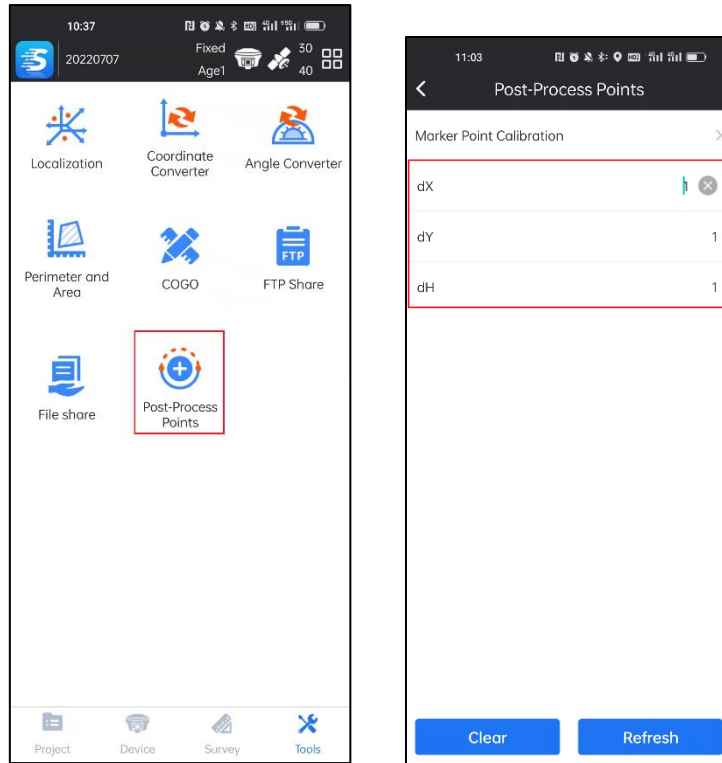 10:37
20220707
Fixed
Age1
30
40
Localization
Coordinate
Converter
Angle Converter
Perimeter and
Area
COGO
FTP
FTP Share
File share
Post-Process
Points
Project
Device
Survey
Tools
11:03
Post-Process Points
Marker Point Calibration
dX
1
dY
1
dH
1
Clear
Refresh